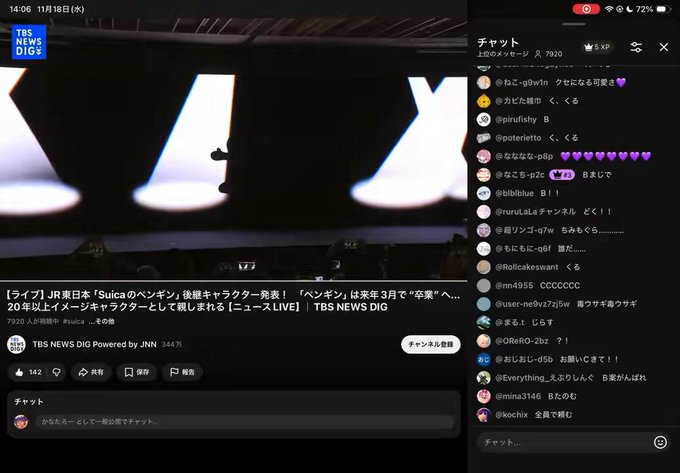 14:06 11月18日(水)
72%
TBS
NEWS
DIG
【ライブ】JR東日本「Suicaのペンギン」後継キャラクター発表！ 「ペンギン」は来年3月で“卒業”へ…
20年以上イメージキャラクターとして親しまれる【ニュースLIVE】｜TBS NEWS DIG
7920 人が視聴中 #suica ...その他
TBS NEWS DIG Powered by JNN 344万
チャンネル登録
142
共有
保存
報告
チャット
かなたろー として一般公開でチャット...
チャット
上位のメッセージ 7920
5 XP
@ねこ-g9w1n クセになる可愛さ💜
@カビた雑巾 く、くる
@pirufishy B
@poterietto く、くる
@なななな-p8p 💜💜💜💜💜💜💜💜
@なこち-p2c #3 Bまじで
@blblblue B！！
@ruruLaLaチャンネル どく！！
@超リンゴ-q7w ちみもぐら…………
@もにもに-q6f 誰だ……
@Rollcakeswant くる
@nn4955 CCCCCCC
@user-ne9vz7zj5w 毒ウサギ毒ウサギ
@まる.t じらす
@OReRO-2bz ？！
@おじおじ-d5b お願いCきて！！
@Everything_えぶりしんぐ B案がんばれ
@mina3146 Bたのむ
@kochix 全員で頼む
チャット...